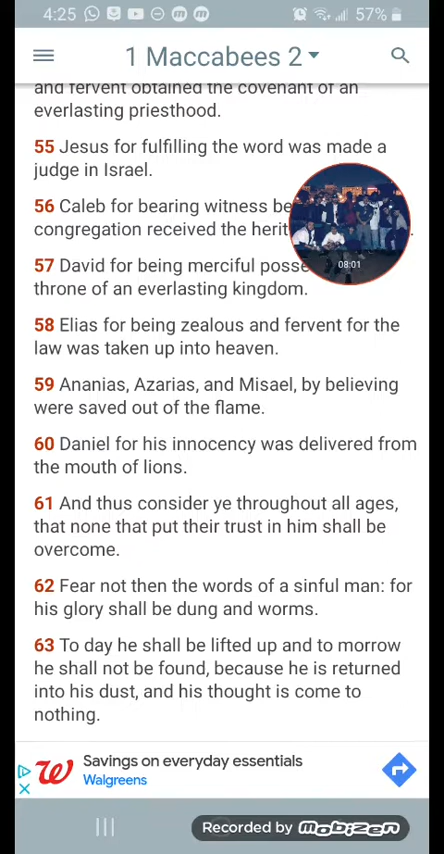 4:25 57%
1 Maccabees 2
and fervent obtained the covenant of an
everlasting priesthood.
55 Jesus for fulfilling the word was made a
judge in Israel.
56 Caleb for bearing witness
congregation received the
57 David for being merciful
throne of an everlasting kingdom.
08:01
58 Elias for being zealous and fervent for the
law was taken up into heaven.
59 Ananias, Azarias, and Misael, by believing
were saved out of the flame.
60 Daniel for his innocency was delivered from
the mouth of lions.
61 And thus consider ye throughout all ages,
that none that put their trust in him shall be
overcome.
62 Fear not then the words of a sinful man: for
his glory shall be dung and worms.
63 To day he shall be lifted up and to morrow
he shall not be found, because he is returned
into his dust, and his thought is come to
nothing.
Savings on everyday essentials
Walgreens
Recorded by Mobizen